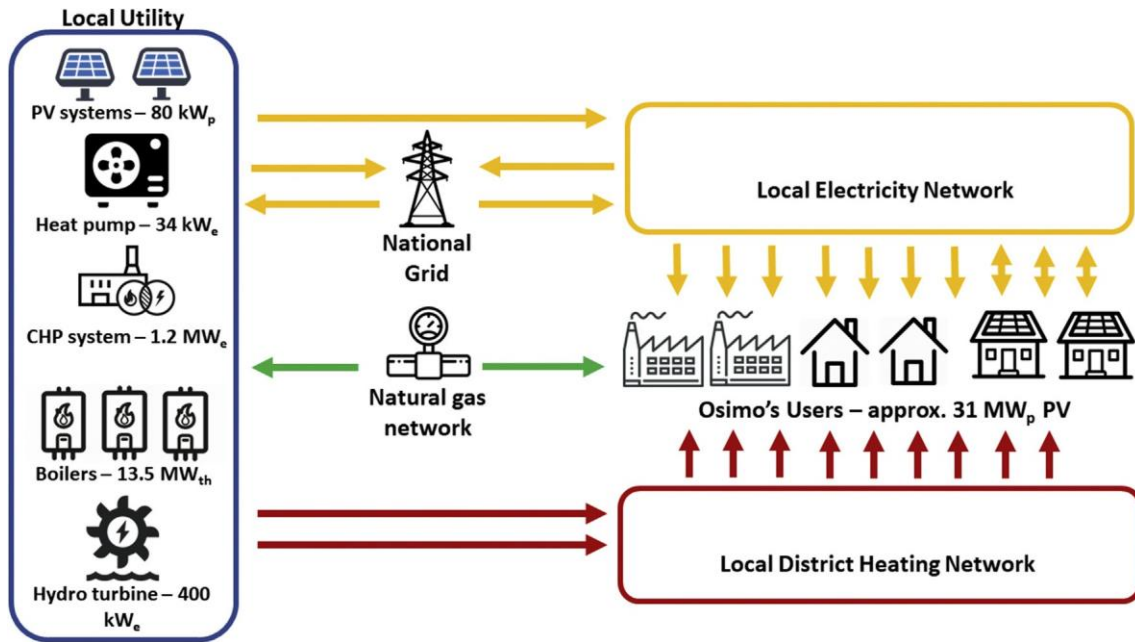 Local Utility
PV systems – 80 kWₚ
Heat pump – 34 kWₑ
CHP system – 1.2 MWₑ
Boilers – 13.5 MWₜₕ
Hydro turbine – 400
kWₑ
National
Grid
Natural gas
network
Local Electricity Network
Osimo's Users – approx. 31 MWₚ PV
Local District Heating Network